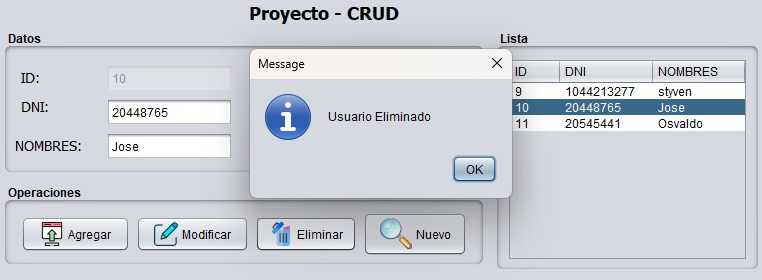 Proyecto - CRUD
Datos
ID:
10
DNI:
20448765
NOMBRES:
Jose
Message
Usuario Eliminado
OK
Lista
ID DNI NOMBRES
9 1044213277 styven
10 20448765 Jose
11 20545441 Osvaldo
Operaciones
Agregar
Modificar
Eliminar
Nuevo